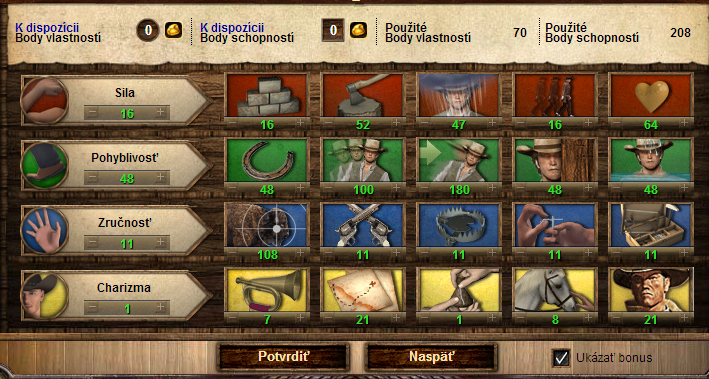 K dispozícii
Body vlastností
0
K dispozícii
Body schopností
0
Použité
Body vlastností
70
Použité
Body schopností
208
Sila
− 16 +
− 16 +
− 52 +
− 47 +
− 16 +
− 64 +
Pohyblivosť
− 48 +
− 48 +
− 100 +
− 180 +
− 48 +
− 48 +
Zručnosť
− 11 +
− 108 +
− 11 +
− 11 +
− 11 +
− 11 +
Charizma
− 1 +
− 7 +
− 21 +
− 1 +
− 8 +
− 21 +
Potvrdiť
Naspäť
Ukázať bonus